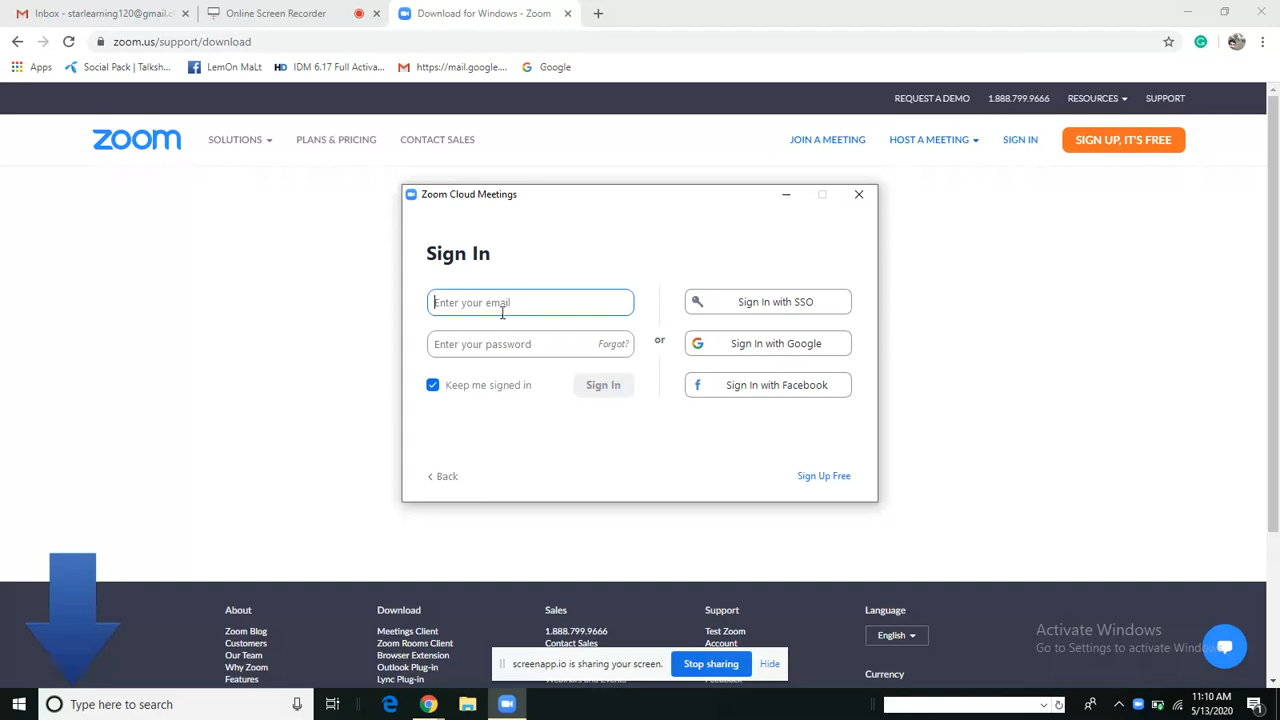 Inbox - starlearning120@gmail.c
Online Screen Recorder
Download for Windows - Zoom
zoom.us/support/download
Apps
Social Pack | Talksh...
LemOn MaLt
HD IDM 6.17 Full Activa...
https://mail.google....
Google
REQUEST A DEMO
1.888.799.9666
RESOURCES
SUPPORT
zoom
SOLUTIONS
PLANS & PRICING
CONTACT SALES
JOIN A MEETING
HOST A MEETING
SIGN IN
SIGN UP, IT'S FREE
Zoom Cloud Meetings
Sign In
Enter your email
Enter your password
Forgot?
Keep me signed in
Sign In
or
Sign In with SSO
Sign In with Google
Sign In with Facebook
Back
Sign Up Free
About
Zoom Blog
Customers
Our Team
Why Zoom
Features
Download
Meetings Client
Zoom Rooms Client
Browser Extension
Outlook Plug-in
Lync Plug-in
Sales
1.888.799.9666
Contact Sales
Webinars and Events
Support
Test Zoom
Account
Language
English
Currency
screenapp.io is sharing your screen.
Stop sharing
Hide
Activate Windows
Go to Settings to activate Windows
Type here to search
11:10 AM
5/13/2020
1